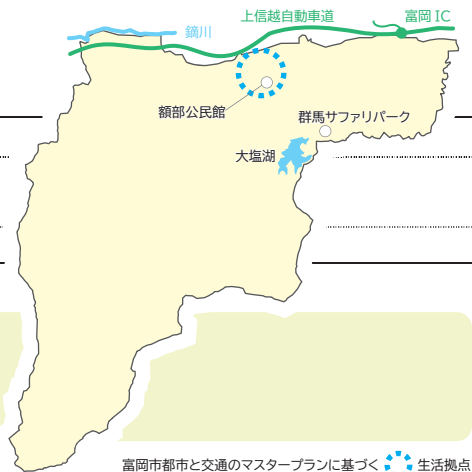 上信越自動車道
富岡 IC
鏑川
額部公民館
群馬サファリパーク
大塩湖
富岡市都市と交通のマスタープランに基づく 生活拠点